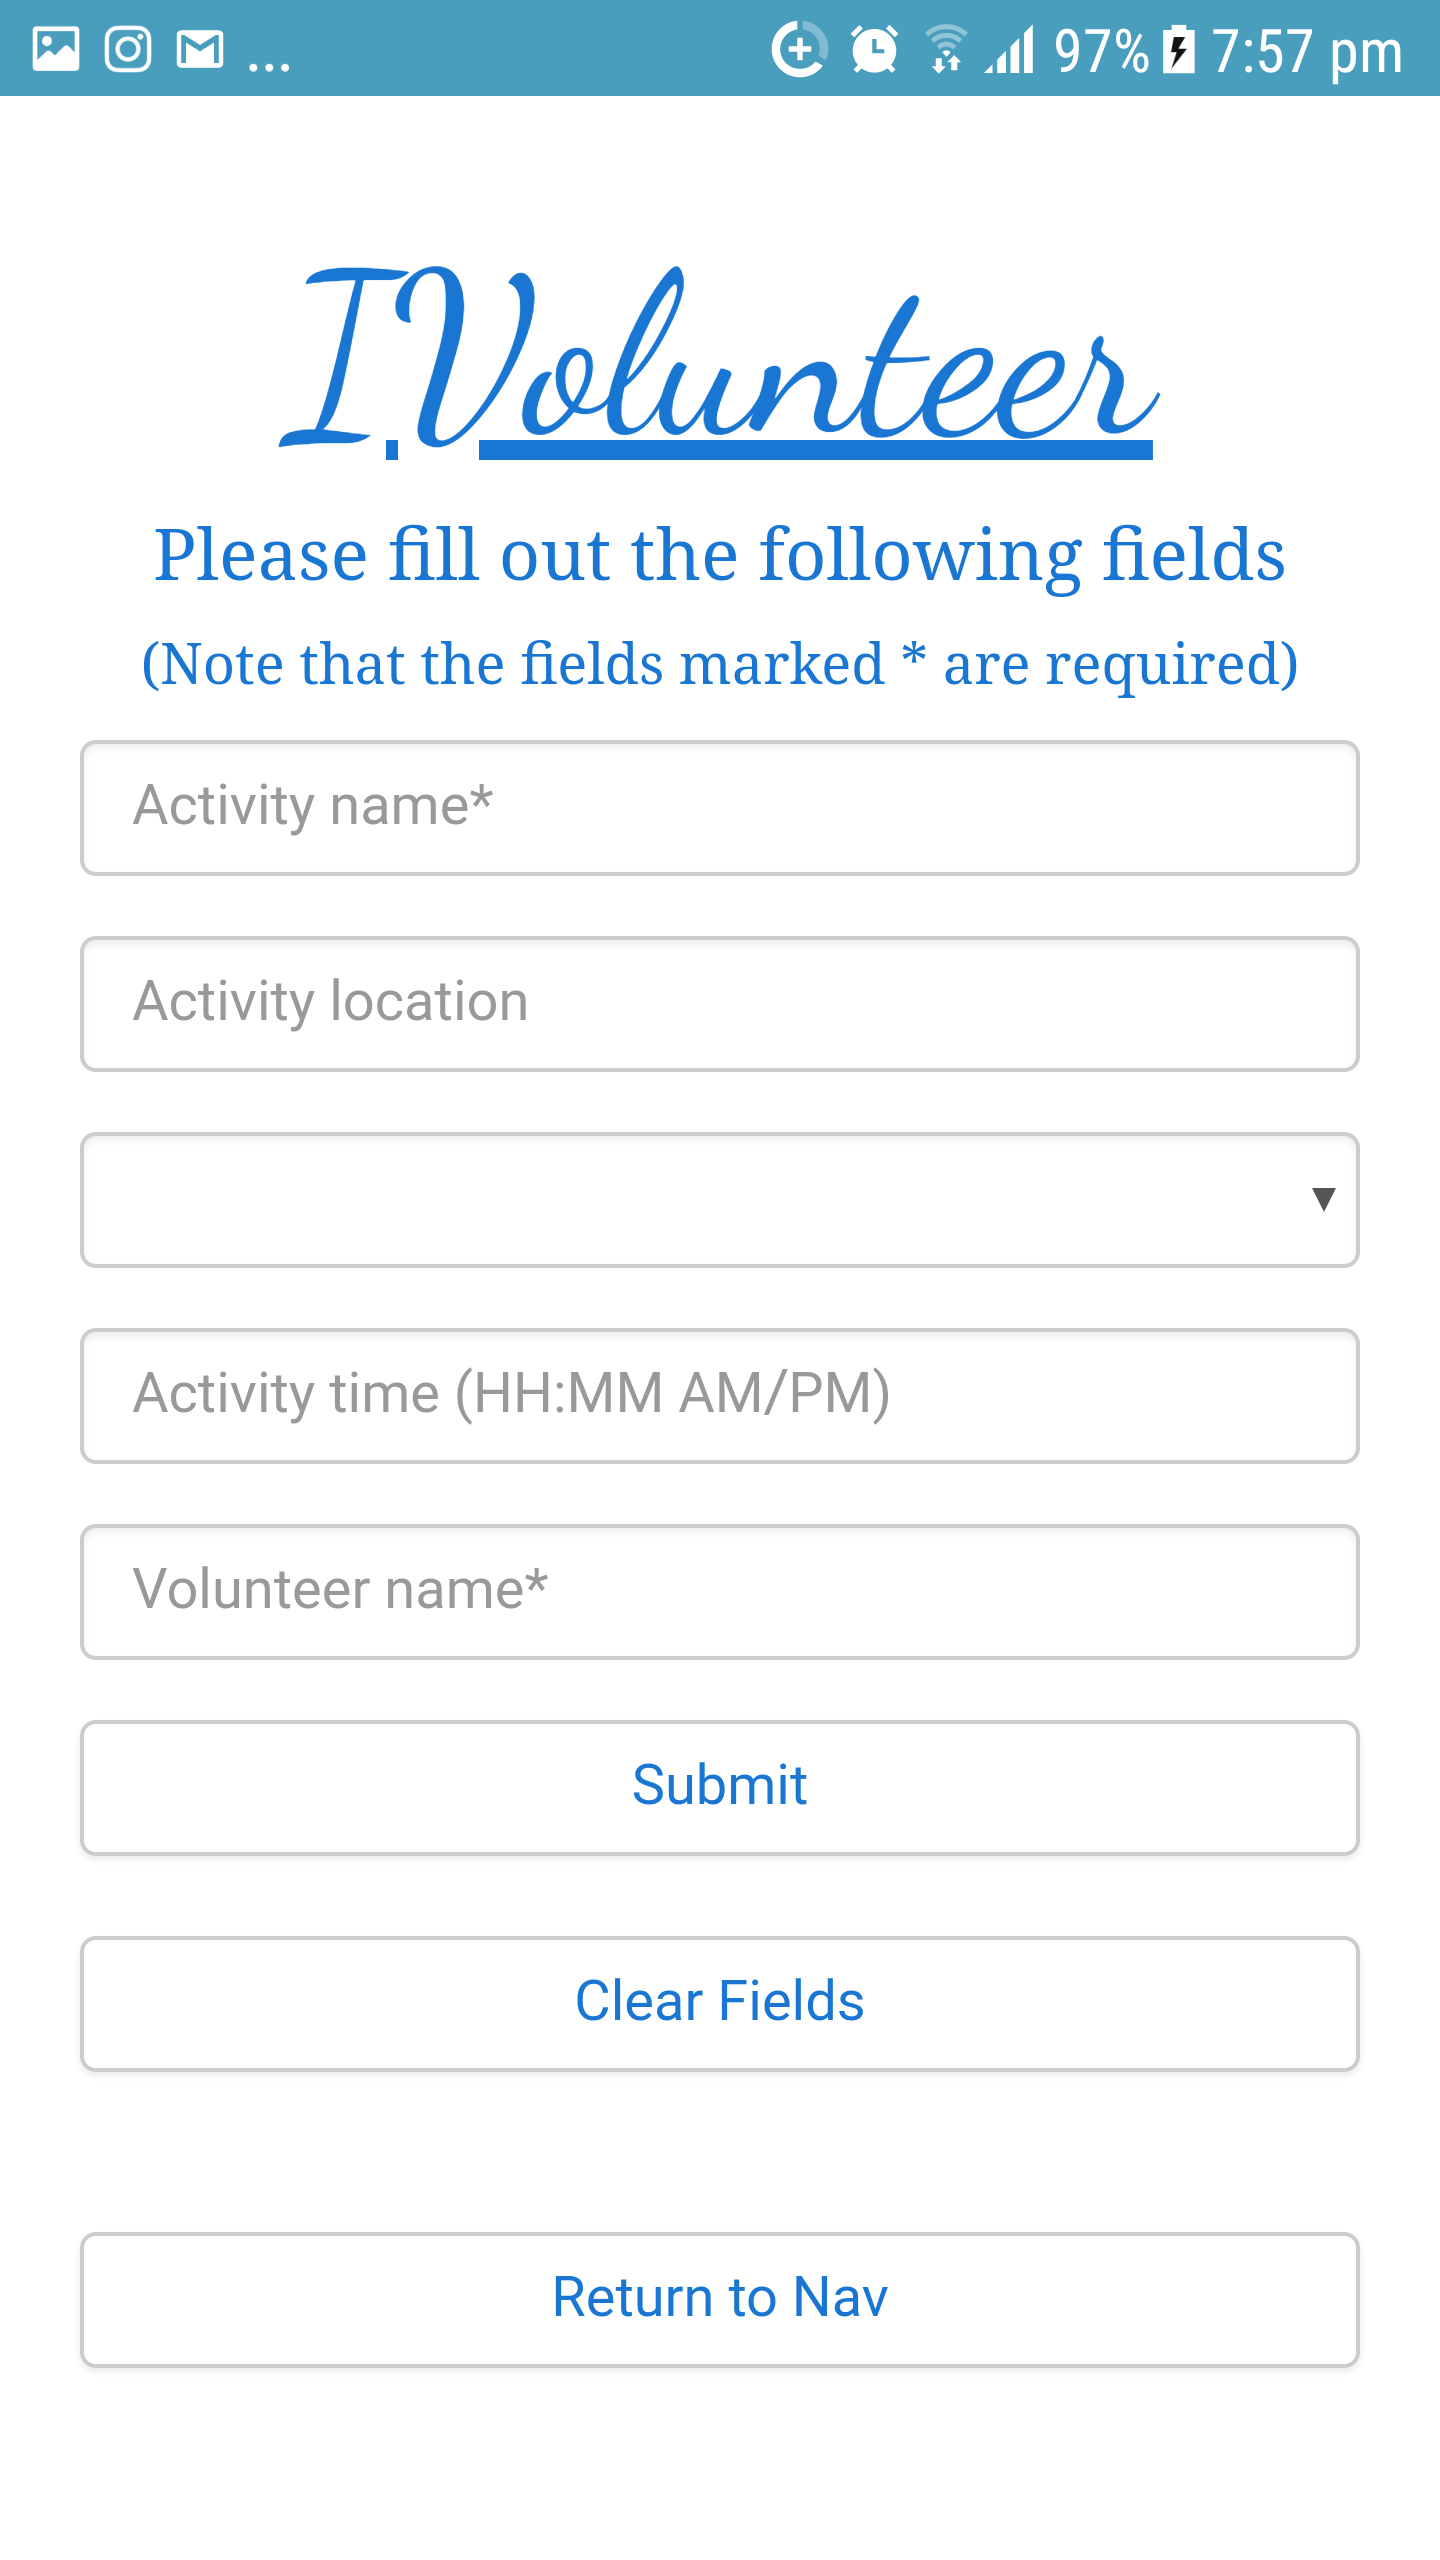 ... 97% 7:57 pm
IVolunteer
Please fill out the following fields
(Note that the fields marked * are required)
Activity name*
Activity location
Activity time (HH:MM AM/PM)
Volunteer name*
Submit
Clear Fields
Return to Nav